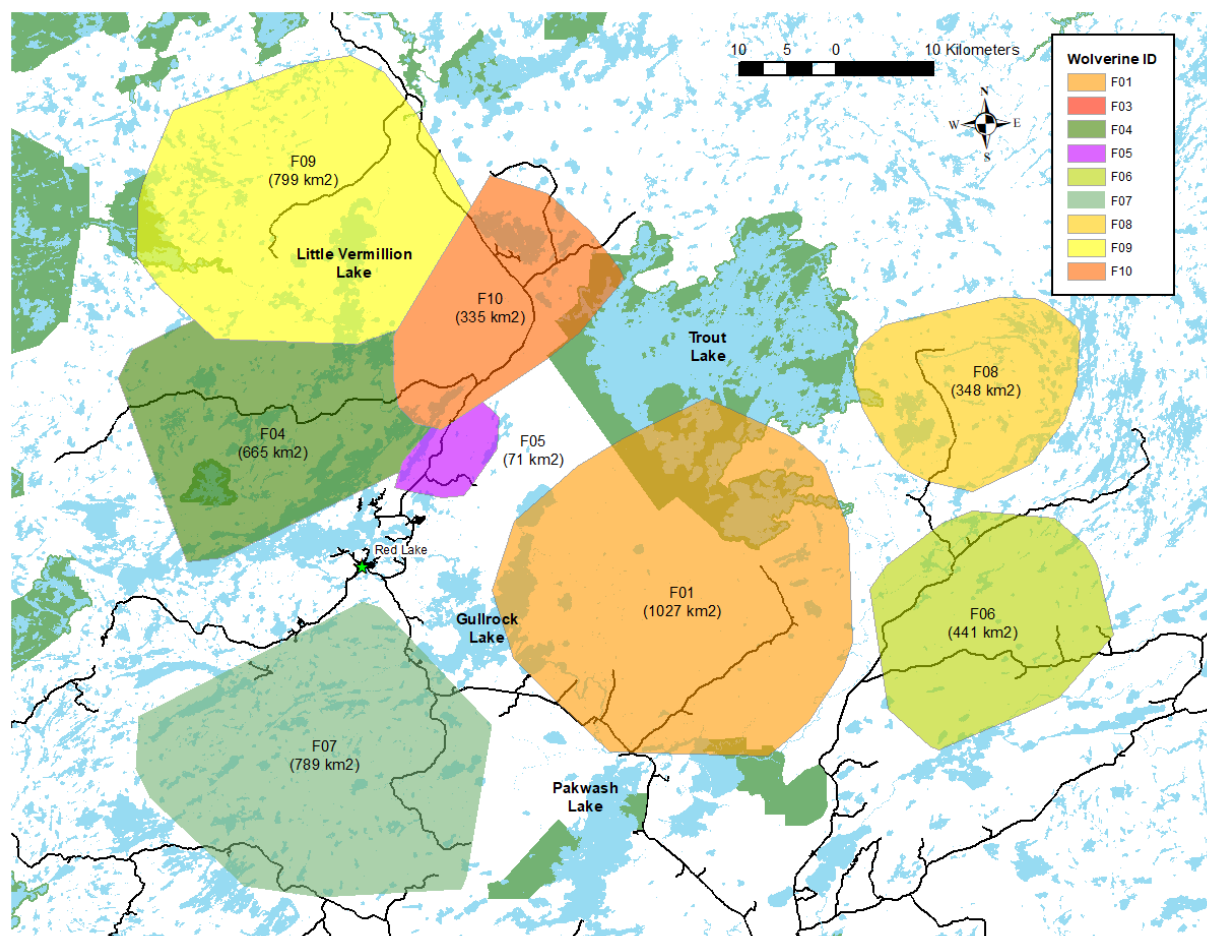 10 5 0 10 Kilometers
N
W E
S
Wolverine ID
F01
F03
F04
F05
F06
F07
F08
F09
F10
F09
(799 km2)
Little Vermillion
Lake
F10
(335 km2)
Trout
Lake
F08
(348 km2)
F04
(665 km2)
F05
(71 km2)
Red Lake
F01
(1027 km2)
Gullrock
Lake
F06
(441 km2)
F07
(789 km2)
Pakwash
Lake